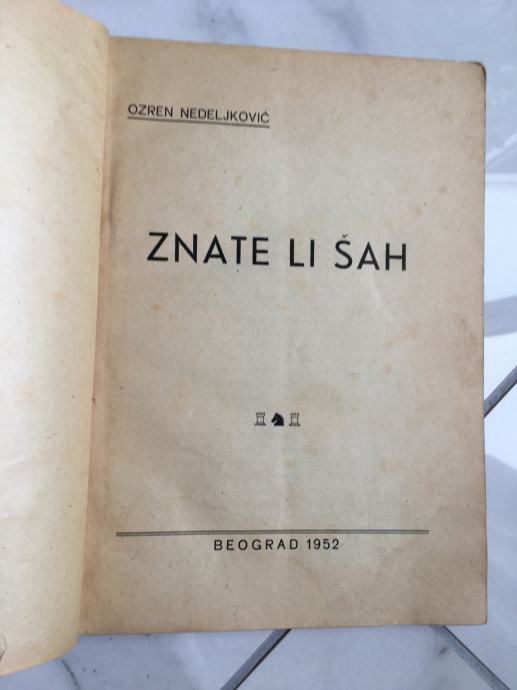 OZREN NEDELJKOVIĆ
ZNATE LI ŠAH
BEOGRAD 1952